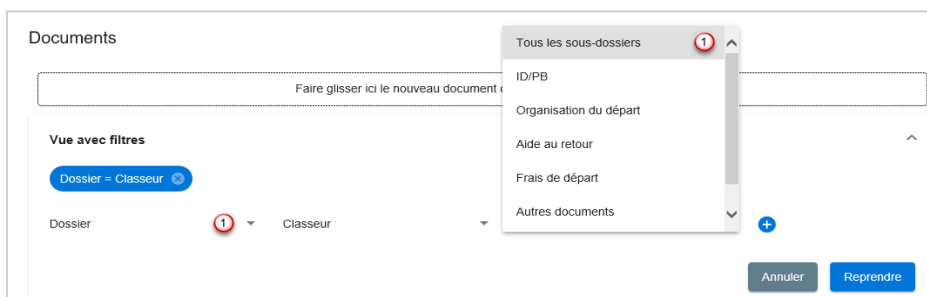 Documents
Tous les sous-dossiers 1
ID/PB
Faire glisser ici le nouveau document
Organisation du départ
Vue avec filtres
Aide au retour
Dossier = Classeur
Frais de départ
Autres documents
Dossier 1 Classeur
Annuler Reprendre